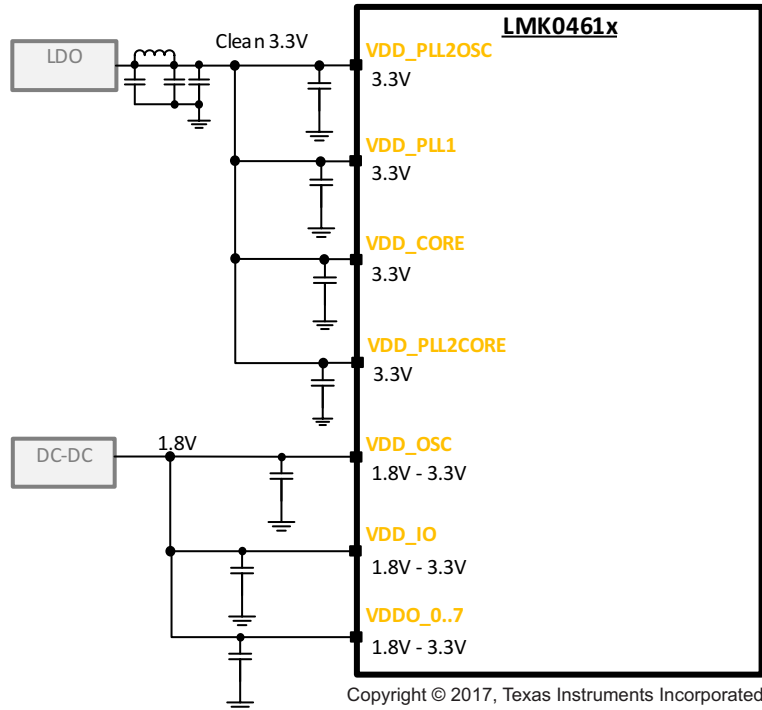 LMK0461x
LDO
Clean 3.3V
VDD_PLL2OSC
3.3V
VDD_PLL1
3.3V
VDD_CORE
3.3V
VDD_PLL2CORE
3.3V
DC-DC
1.8V
VDD_OSC
1.8V - 3.3V
VDD_IO
1.8V - 3.3V
VDDO_0..7
1.8V - 3.3V
Copyright © 2017, Texas Instruments Incorporated